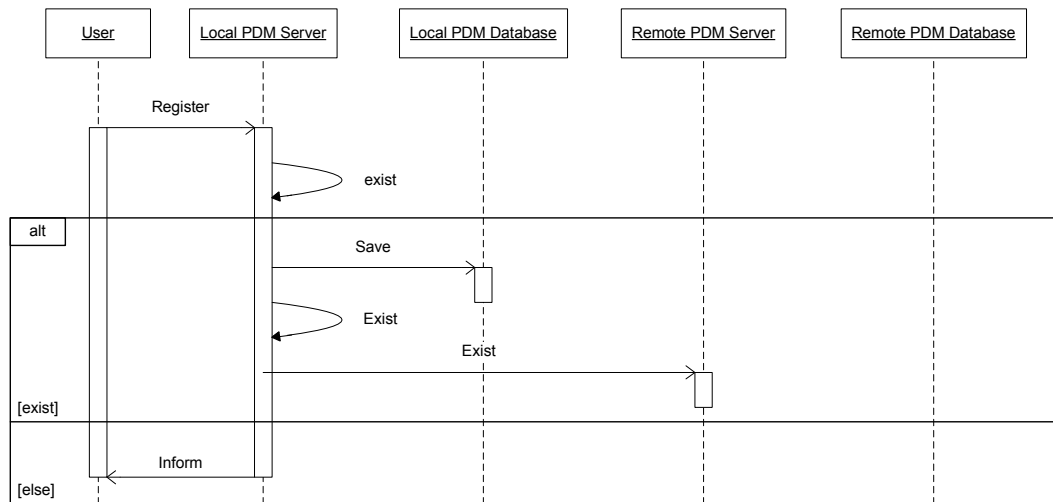 User
Local PDM Server
Local PDM Database
Remote PDM Server
Remote PDM Database
Register
exist
alt
Save
Exist
Exist
[exist]
Inform
[else]